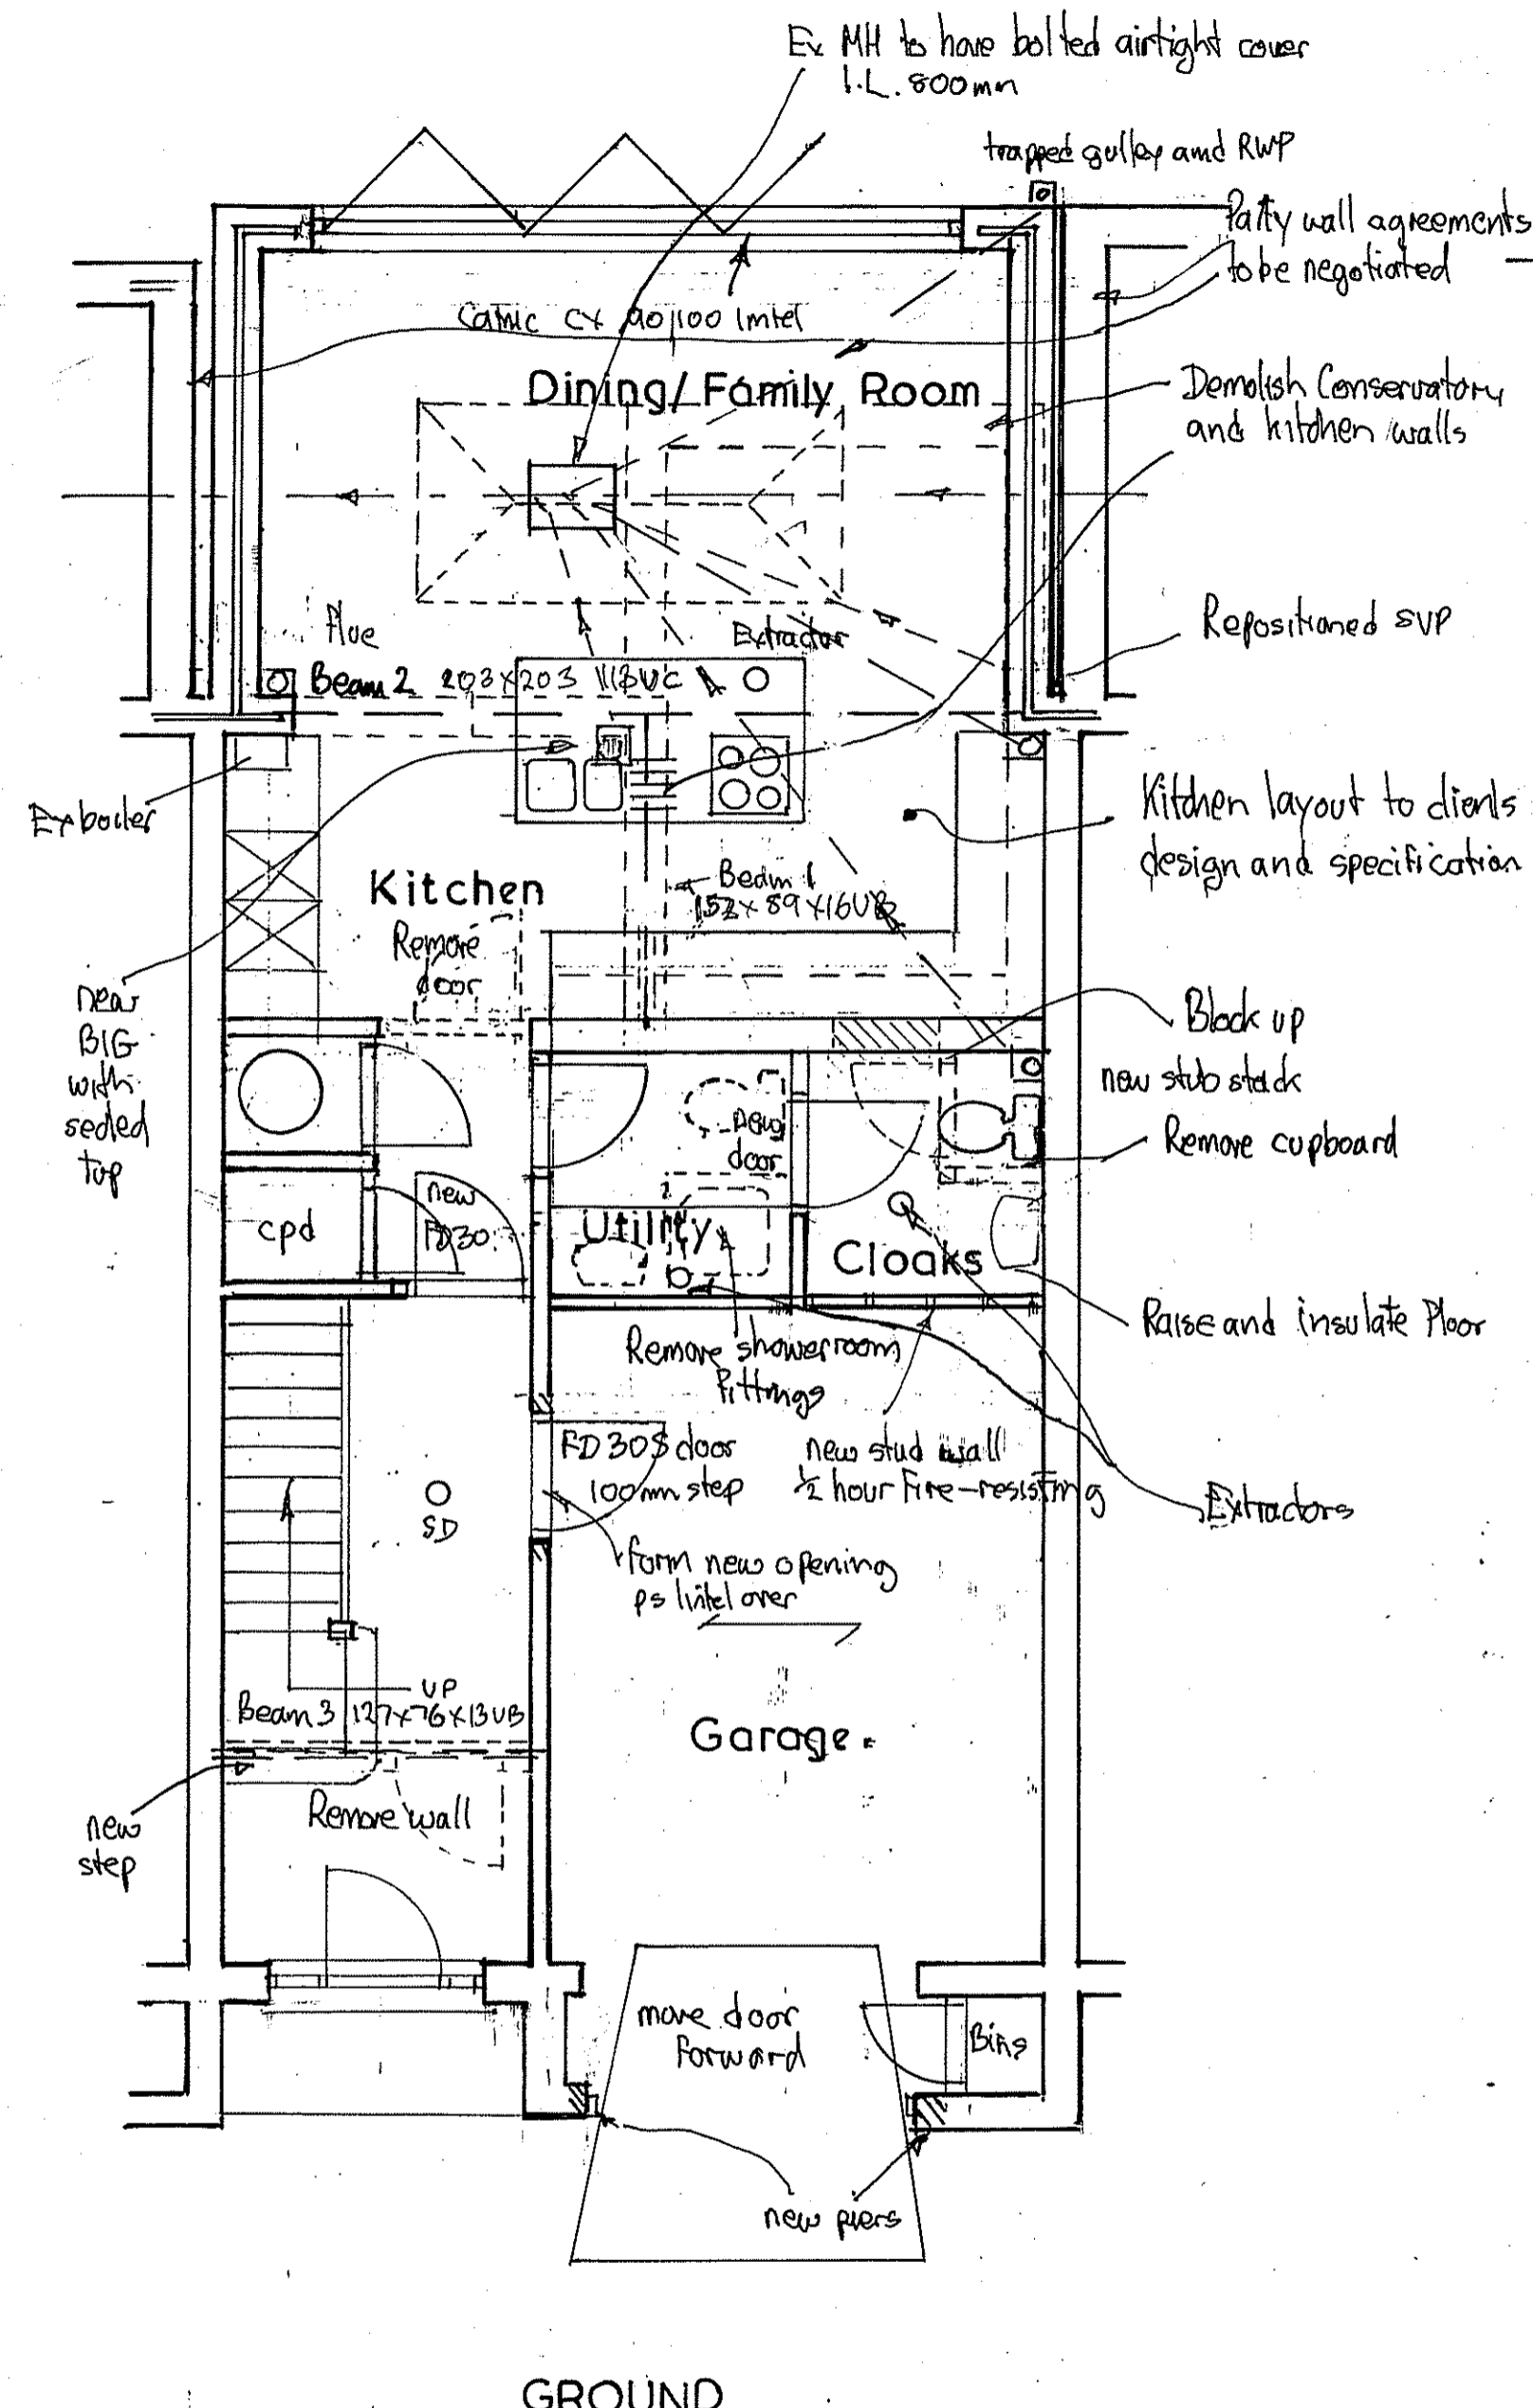 Ex MH to have bolted airtight cover
I.L. 800mm
trapped gulley and RWP
Party wall agreements
to be negotiated
Catnic CX 90/100 lintel
Dining/Family Room
Demolish Conservatory
and kitchen walls
Flue
Extractor
Repositioned SVP
Beam 2 203x203 UC
Ex boiler
Kitchen layout to clients
design and specification
Kitchen
Beam 1
152x89x16UB
Remove
door
new
BIG
with
sealed
top
Block up
new stub stack
Remove cupboard
New
door
new
FD30
cpd
Utility
Cloaks
Raise and insulate floor
Remove shower room
fittings
FD30S door
100mm step
new stud wall
½ hour fire-resisting
Extractors
SD
form new opening
ps lintel over
UP
Beam 3 127x76x13UB
Garage
new
step
Remove wall
move door
forward
Bins
new piers
GROUND